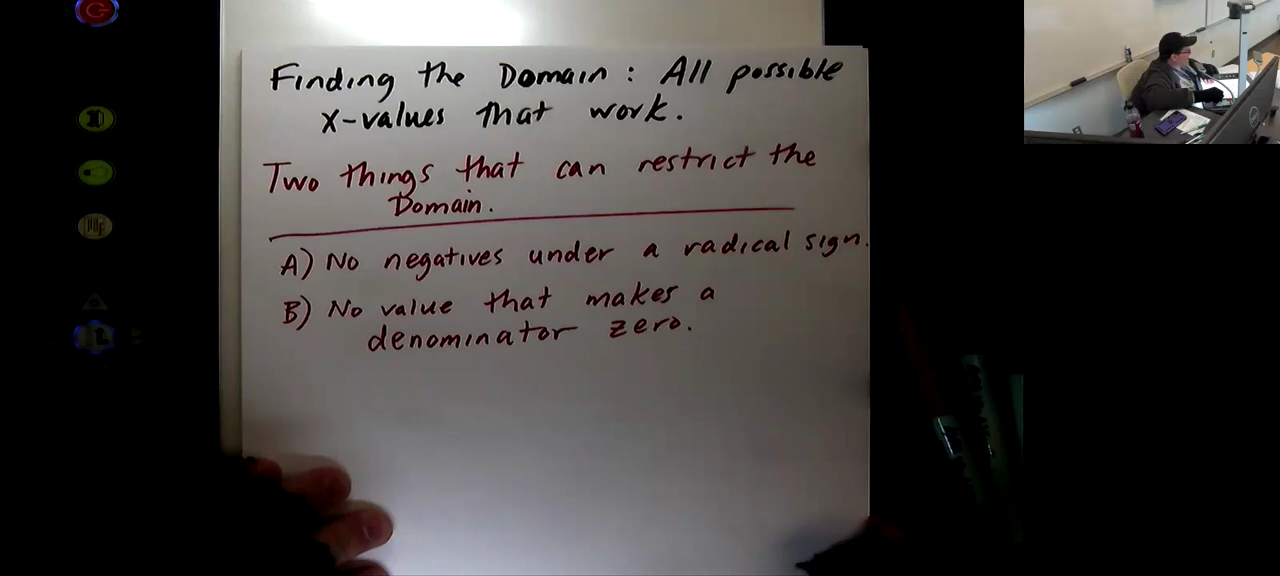 Finding the Domain : All possible
x-values that work.
Two things that can restrict the
Domain.
A) No negatives under a radical sign.
B) No value that makes a
denominator zero.